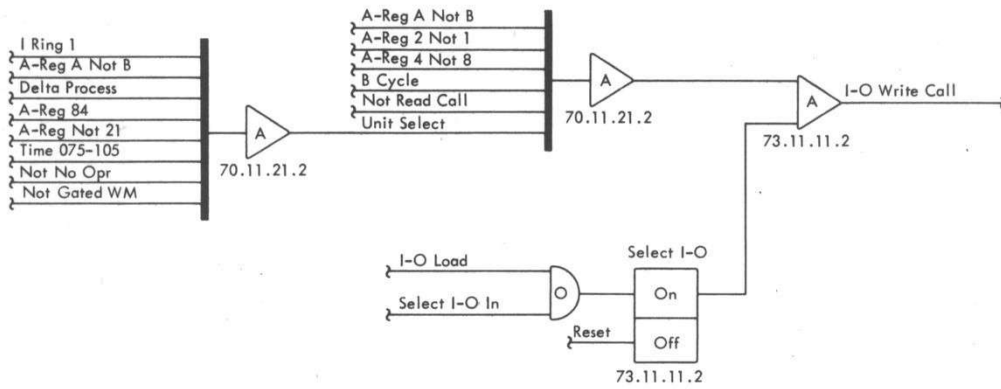 I Ring 1
A-Reg A Not B
Delta Process
A-Reg 84
A-Reg Not 21
Time 075-105
Not No Opr
Not Gated WM
A
70.11.21.2
A-Reg A Not B
A-Reg 2 Not 1
A-Reg 4 Not 8
B Cycle
Not Read Call
Unit Select
A
70.11.21.2
A
73.11.11.2
I-O Write Call
I-O Load
Select I-O In
O
Select I-O
On
Reset
Off
73.11.11.2